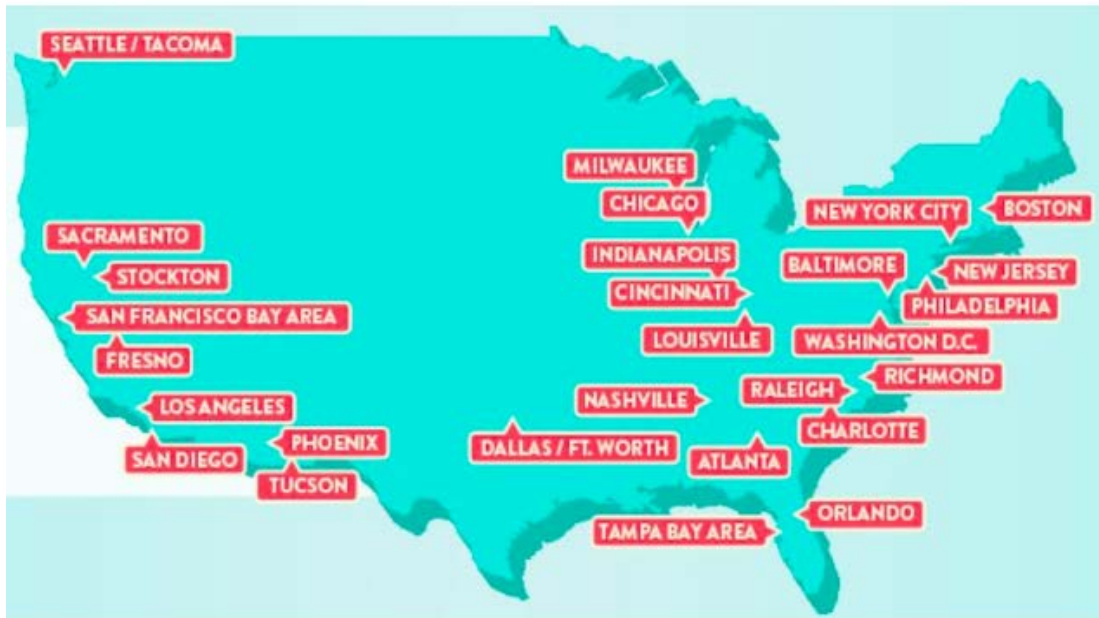 SEATTLE / TACOMA
MILWAUKEE
CHICAGO
NEW YORK CITY
BOSTON
SACRAMENTO
INDIANAPOLIS
BALTIMORE
STOCKTON
NEW JERSEY
CINCINNATI
PHILADELPHIA
SAN FRANCISCO BAY AREA
LOUISVILLE
WASHINGTON D.C.
FRESNO
RICHMOND
RALEIGH
NASHVILLE
LOS ANGELES
CHARLOTTE
PHOENIX
DALLAS / FT. WORTH
SAN DIEGO
ATLANTA
TUCSON
ORLANDO
TAMPA BAY AREA